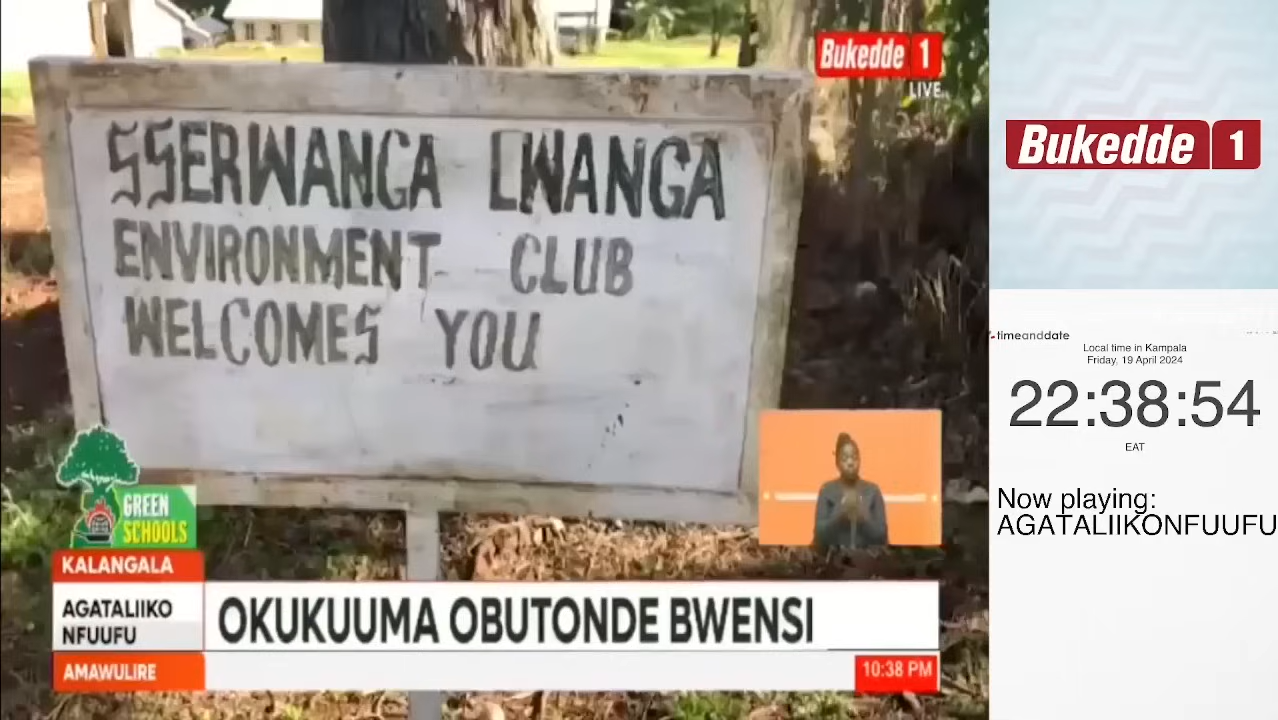 SSERWANGA LWANGA
ENVIRONMENT CLUB
WELCOMES YOU
Bukedde 1
LIVE
GREEN
SCHOOLS
KALANGALA
AGATALIIKO
NFUUFU
OKUKUUMA OBUTONDE BWENSI
AMAWULIRE
10:38 PM
Bukedde 1
timeanddate
Local time in Kampala
Friday, 19 April 2024
22:38:54
EAT
Now playing:
AGATALIIKONFUUFU